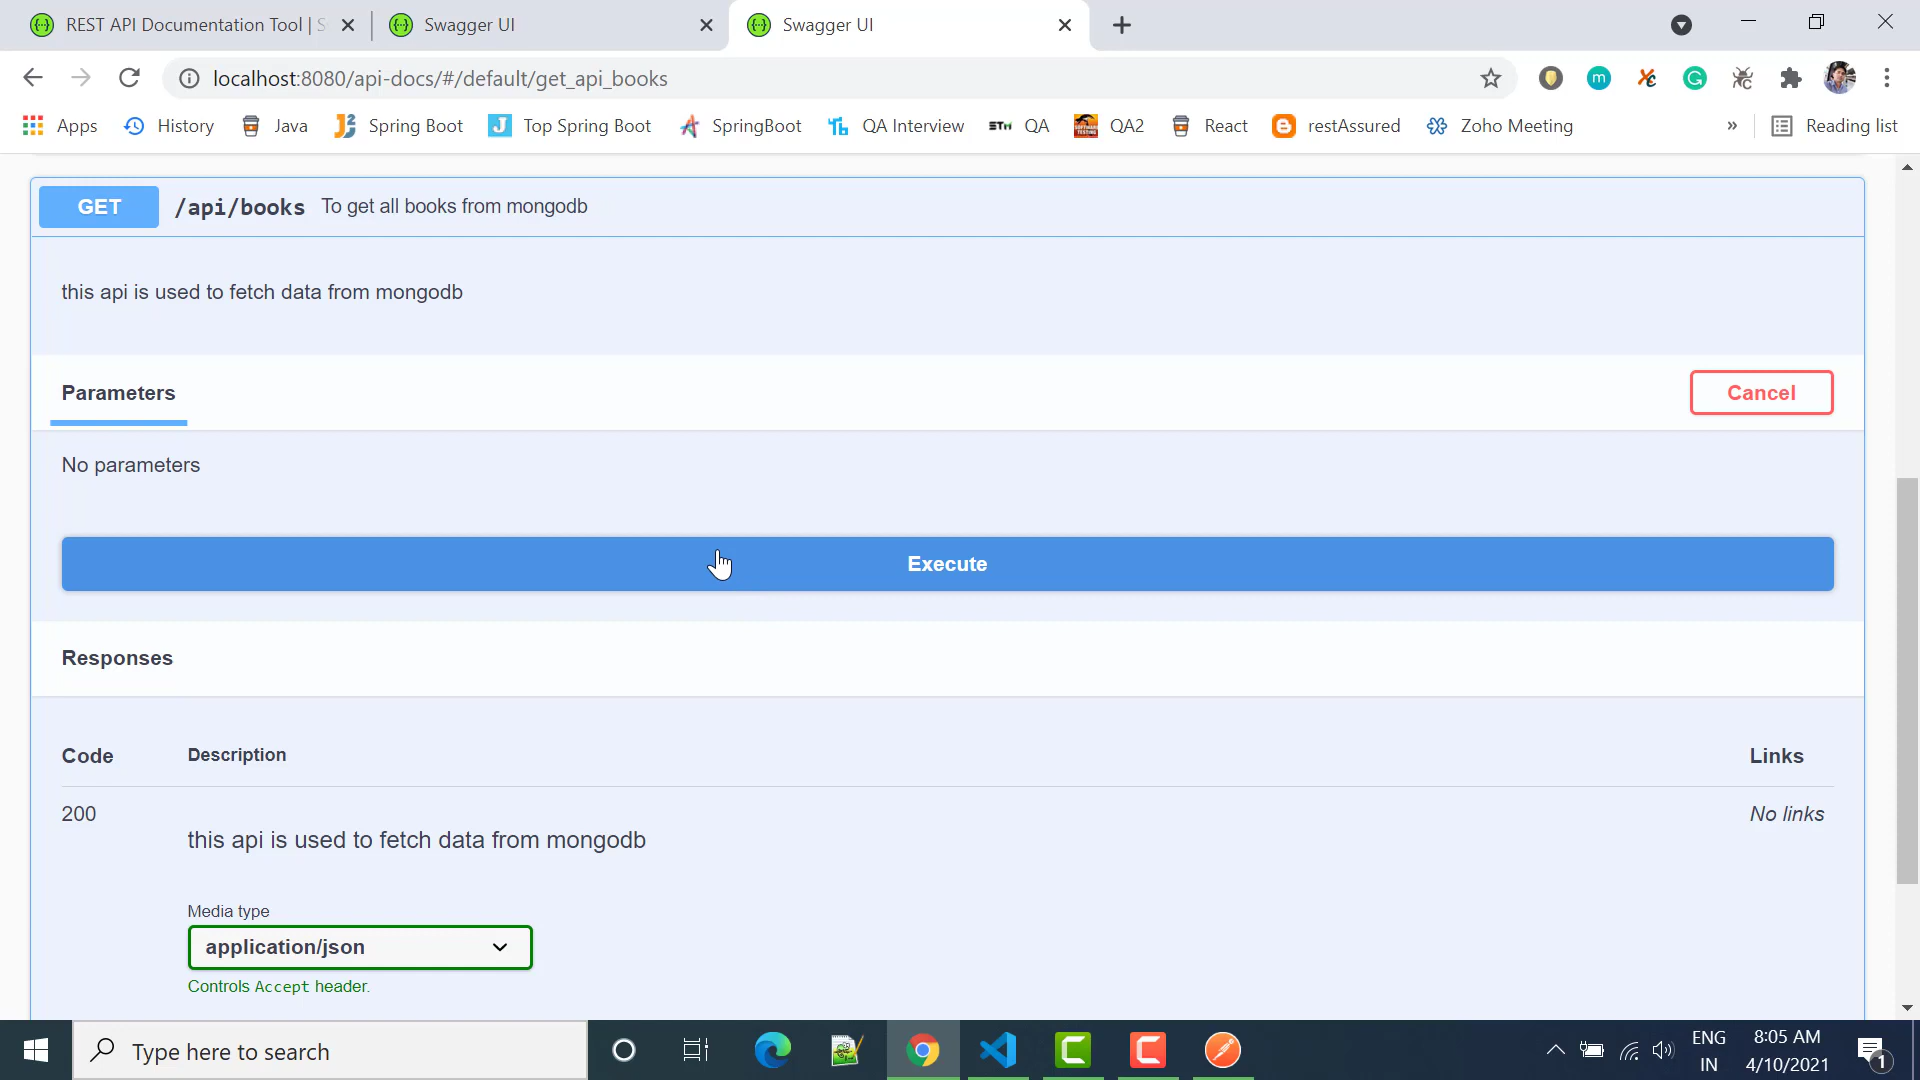 REST API Documentation Tool | S
Swagger UI
Swagger UI
localhost:8080/api-docs/#/default/get_api_books
Apps
History
Java
Spring Boot
Top Spring Boot
SpringBoot
QA Interview
QA
QA2
React
restAssured
Zoho Meeting
»
Reading list
GET /api/books To get all books from mongodb
this api is used to fetch data from mongodb
Parameters
Cancel
No parameters
Execute
Responses
Code Description Links
200 No links
this api is used to fetch data from mongodb
Media type
application/json
Controls Accept header.
Type here to search
ENG
IN
8:05 AM
4/10/2021
1